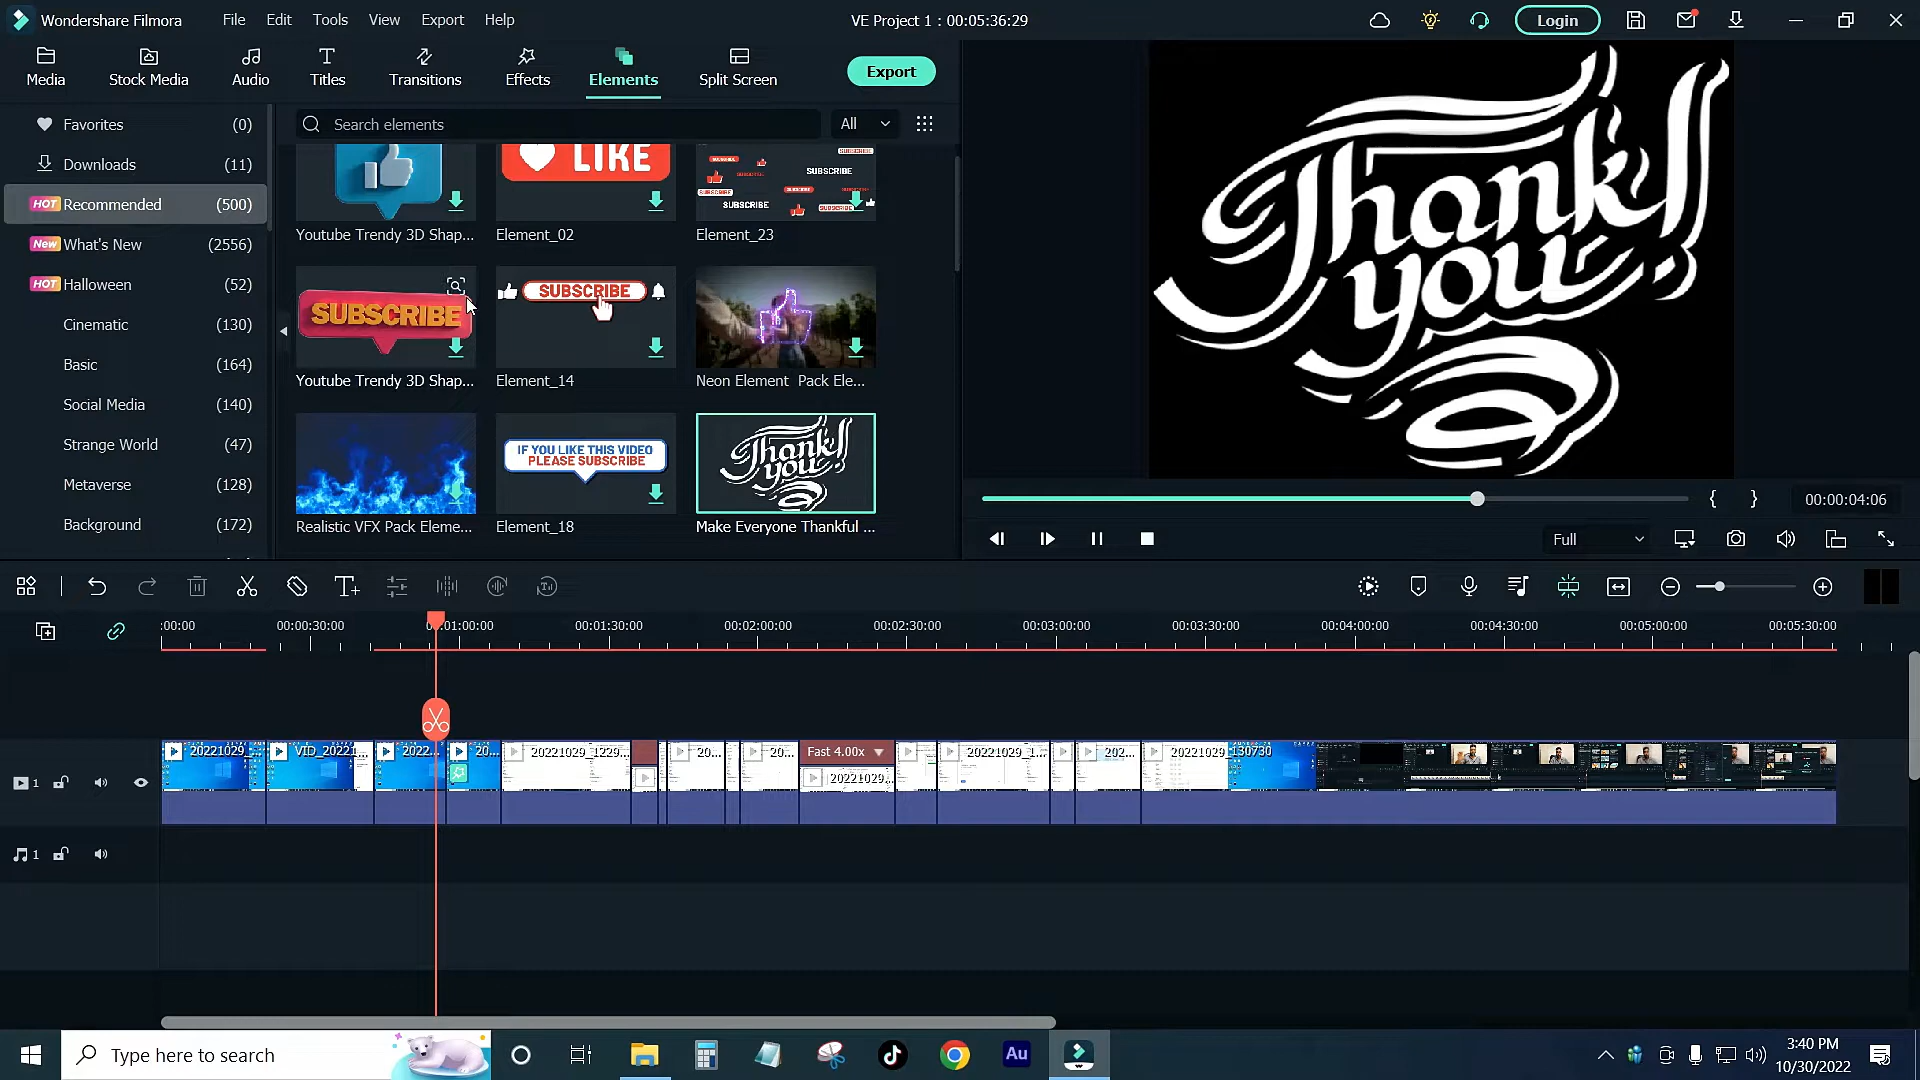 Wondershare Filmora File Edit Tools View Export Help VE Project 1 : 00:05:36:29 Login
Media Stock Media Audio Titles Transitions Effects Elements Split Screen Export
Favorites (0)
Downloads (11)
HOT Recommended (500)
New What's New (2556)
HOT Halloween (52)
Cinematic (130)
Basic (164)
Social Media (140)
Strange World (47)
Metaverse (128)
Background (172)
Search elements All
LIKE
SUBSCRIBE
SUBSCRIBE
SUBSCRIBE
SUBSCRIBE
Youtube Trendy 3D Shap... Element_02 Element_23
SUBSCRIBE
SUBSCRIBE
Youtube Trendy 3D Shap... Element_14 Neon Element Pack Ele...
IF YOU LIKE THIS VIDEO
PLEASE SUBSCRIBE
Thank
you!
Realistic VFX Pack Eleme... Element_18 Make Everyone Thankful ...
Thank
you!
{ } 00:00:04:06
Full
:00:00 00:00:30:00 00:01:00:00 00:01:30:00 00:02:00:00 00:02:30:00 00:03:00:00 00:03:30:00 00:04:00:00 00:04:30:00 00:05:00:00 00:05:30:00
20221029 VID_20221... 2022... 20... 20221029_1229... 20... 20... Fast 4.00x 20221029_1... 202... 20221029_130730
20221029...
1
1
Type here to search Au 3:40 PM
10/30/2022